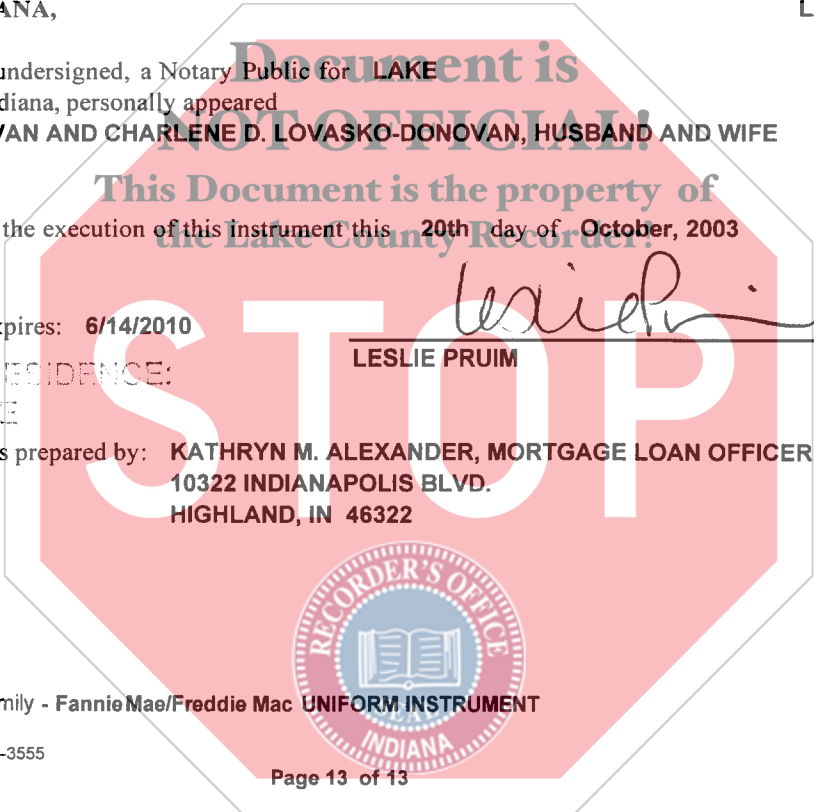 ANA, L
Document is
undersigned, a Notary Public for LAKE
diana, personally appeared
VAN AND CHARLENE D. LOVASKO-DONOVAN, HUSBAND AND WIFE
NOT OFFICIAL!
This Document is the property of
the execution of this instrument this 20th day of October, 2003
the Lake County Recorder!
Leslie Pruim
pires: 6/14/2010
LESLIE PRUIM
ESIDENCE:
E
STOP
s prepared by: KATHRYN M. ALEXANDER, MORTGAGE LOAN OFFICER
10322 INDIANAPOLIS BLVD.
HIGHLAND, IN 46322
RECORDER'S OFFICE
SEAL
INDIANA
mily - FannieMae/Freddie Mac UNIFORM INSTRUMENT
-3555
Page 13 of 13